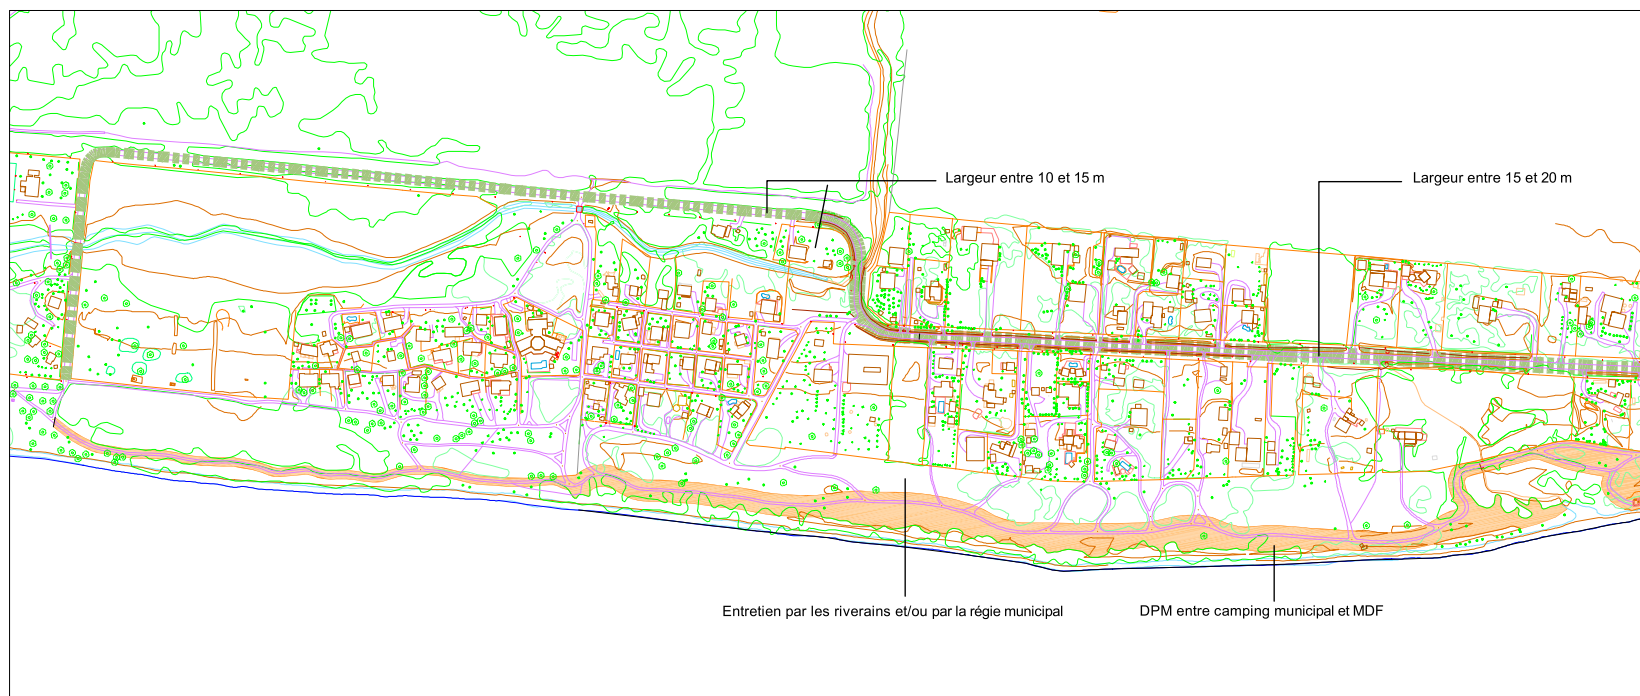 Largeur entre 10 et 15 m
Largeur entre 15 et 20 m
Entretien par les riverains et/ou par la régie municipal
DPM entre camping municipal et MDF